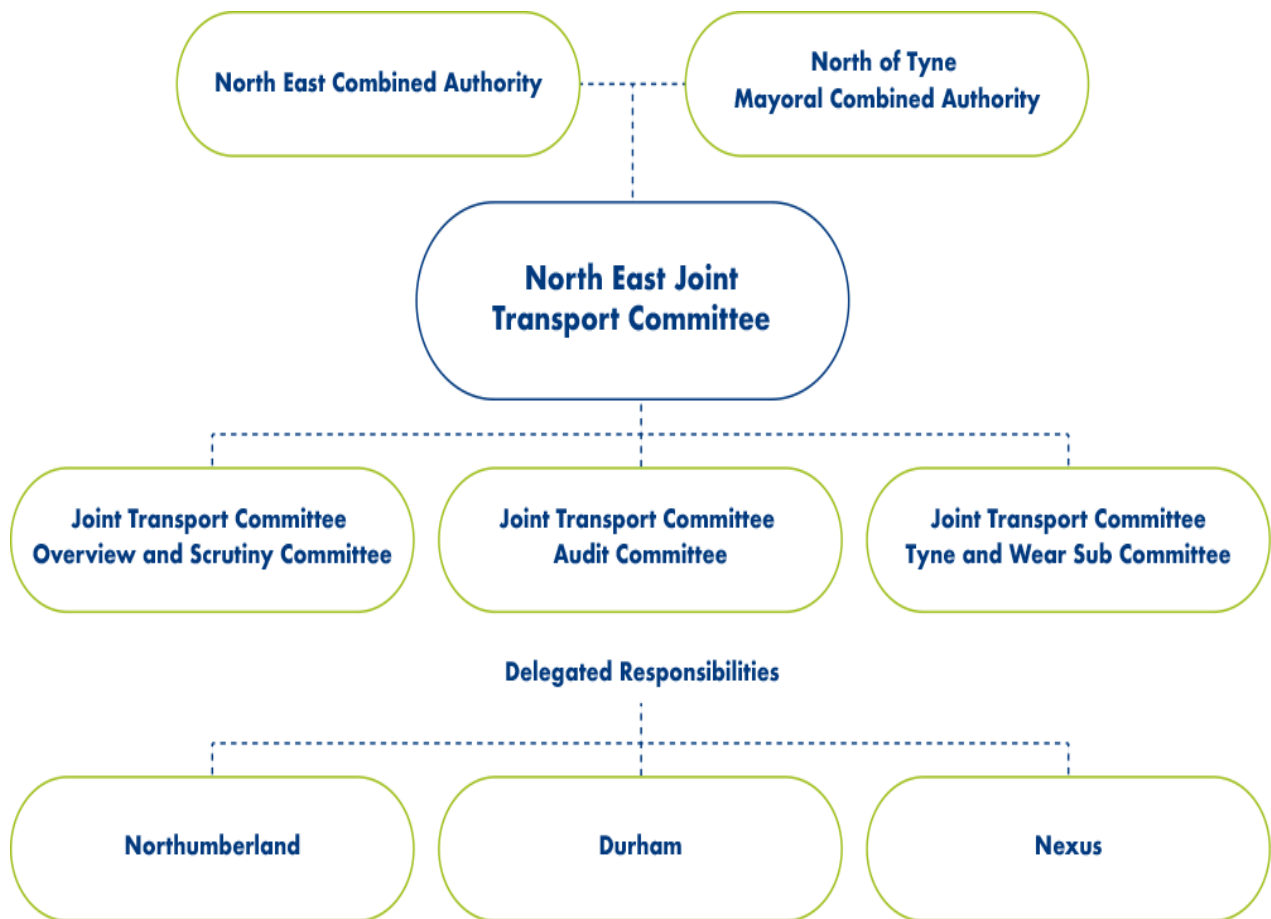 North East Combined Authority
North of Tyne
Mayoral Combined Authority
North East Joint
Transport Committee
Joint Transport Committee
Overview and Scrutiny Committee
Joint Transport Committee
Audit Committee
Joint Transport Committee
Tyne and Wear Sub Committee
Delegated Responsibilities
Northumberland
Durham
Nexus